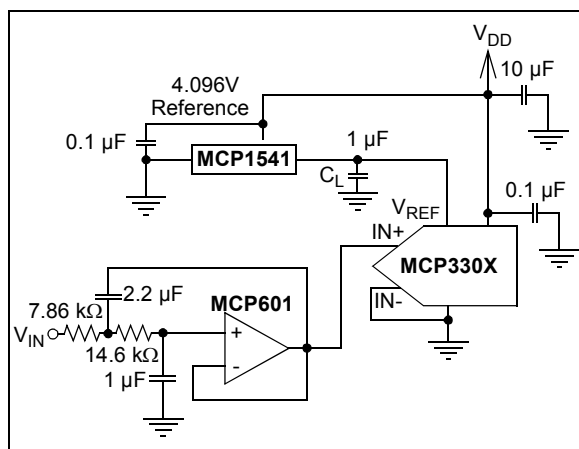 VDD
10 µF
4.096V
Reference
0.1 µF
1 µF
MCP1541
CL
0.1 µF
VREF
IN+
MCP330X
IN-
2.2 µF
MCP601
7.86 kΩ
VIN
+
14.6 kΩ
-
1 µF